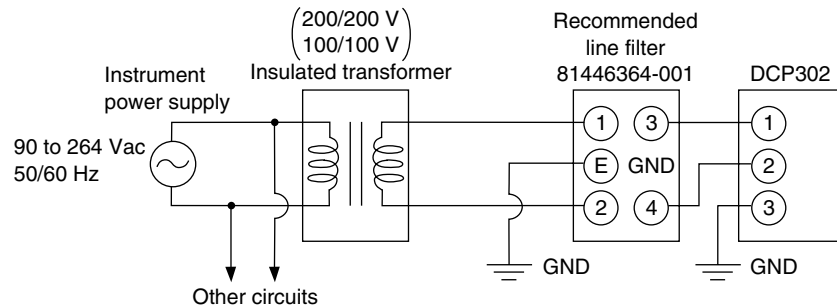 (200/200 V
100/100 V)
Insulated transformer
Recommended
line filter
81446364-001
DCP302
Instrument
power supply
90 to 264 Vac
50/60 Hz
1
3
1
E
GND
2
2
4
3
GND
GND
Other circuits